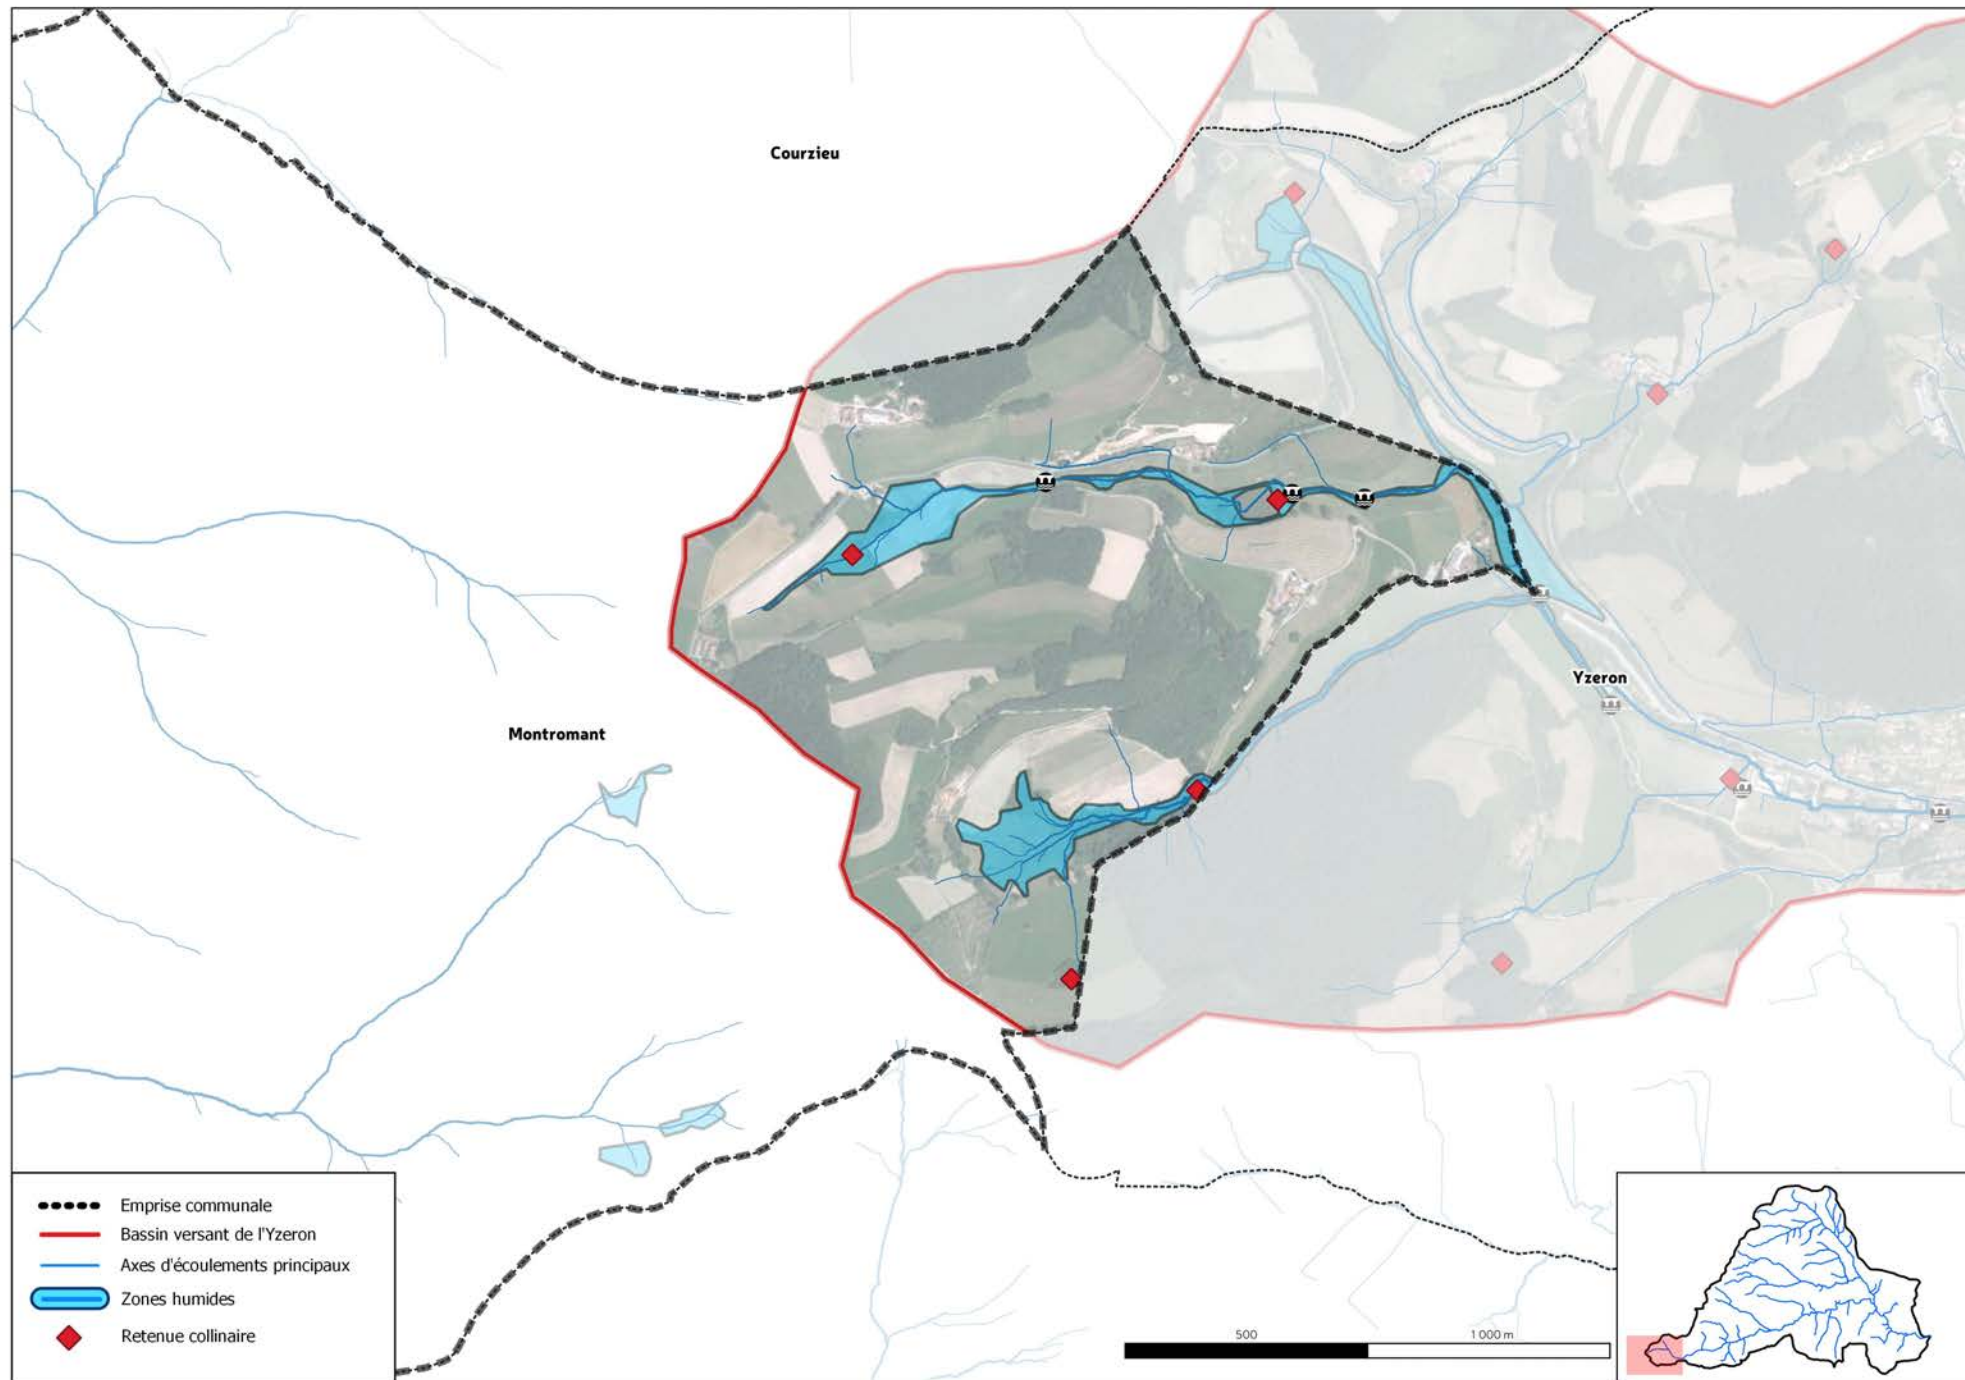 Courzieu
Yzeron
Montromant
Emprise communale
Bassin versant de l'Yzeron
Axes d'écoulements principaux
Zones humides
Retenue collinaire
500
1 000 m